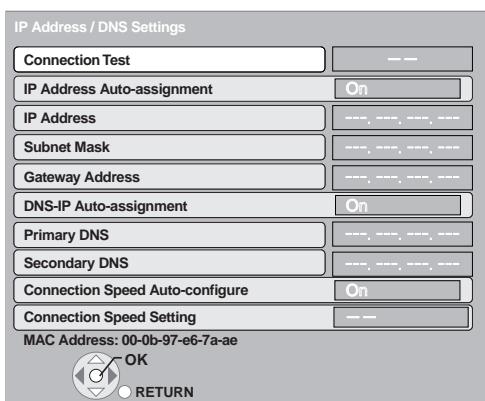 IP Address / DNS Settings
Connection Test – –
IP Address Auto-assignment On
IP Address ---. ---. ---. ---
Subnet Mask ---. ---. ---. ---
Gateway Address ---. ---. ---. ---
DNS-IP Auto-assignment On
Primary DNS ---. ---. ---. ---
Secondary DNS ---. ---. ---. ---
Connection Speed Auto-configure On
Connection Speed Setting – –
MAC Address: 00-0b-97-e6-7a-ae
OK
RETURN